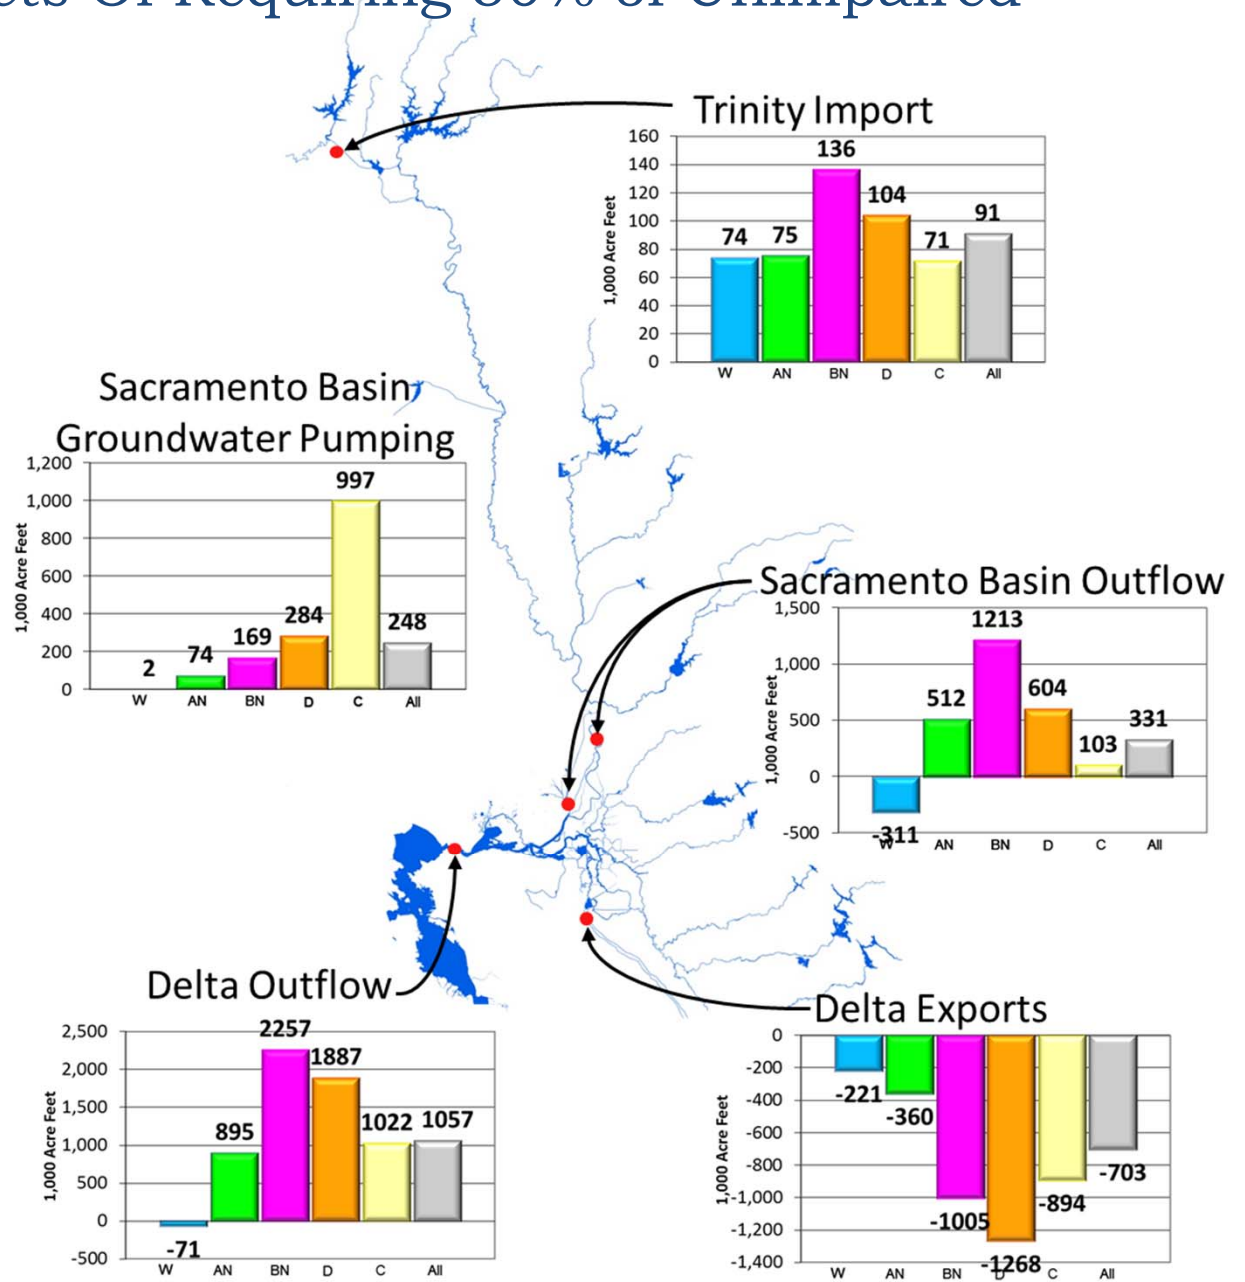 Of Requiring of Unimpaired
Trinity Import
1,000 Acre Feet
160
140
120
100
80
60
40
20
0
74 75 136 104 71 91
W AN BN D C All
Sacramento Basin
Groundwater Pumping
1,000 Acre Feet
1,200
1,000
800
600
400
200
0
2 74 169 284 997 248
W AN BN D C All
Sacramento Basin Outflow
1,000 Acre Feet
1,500
1,000
500
0
-500
-311 512 1213 604 103 331
W AN BN D C All
Delta Outflow
1,000 Acre Feet
2,500
2,000
1,500
1,000
500
0
-500
-71 895 2257 1887 1022 1057
W AN BN D C All
Delta Exports
1,000 Acre Feet
0
-200
-400
-600
-800
-1,000
-1,200
-1,400
-221 -360 -1005 -1268 -894 -703
W AN BN D C All